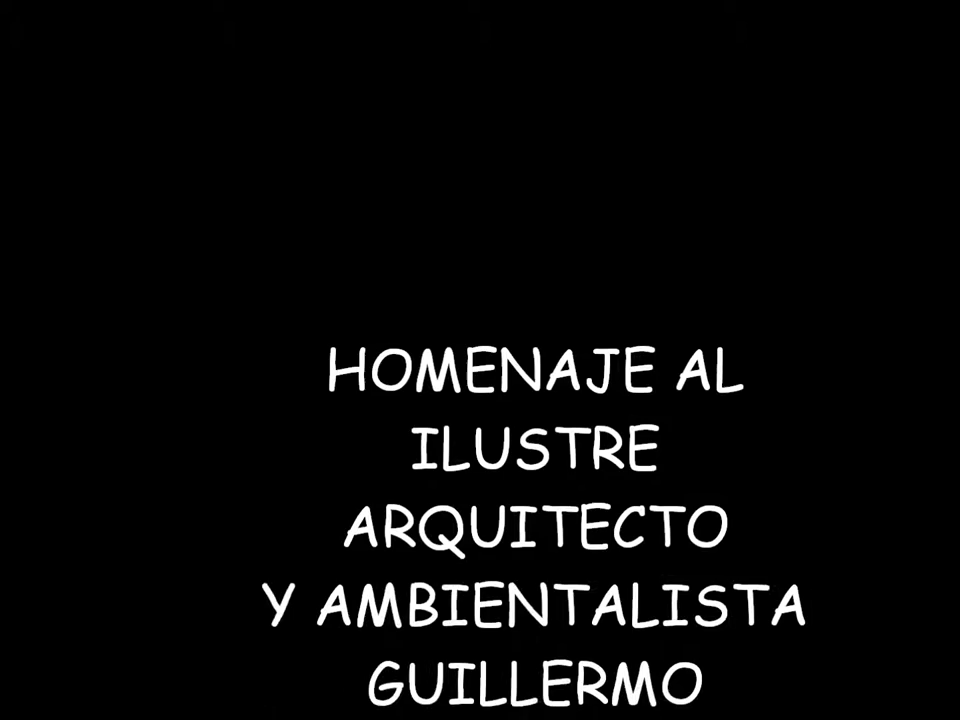 HOMENAJE AL
ILUSTRE
ARQUITECTO
Y AMBIENTALISTA
GUILLERMO